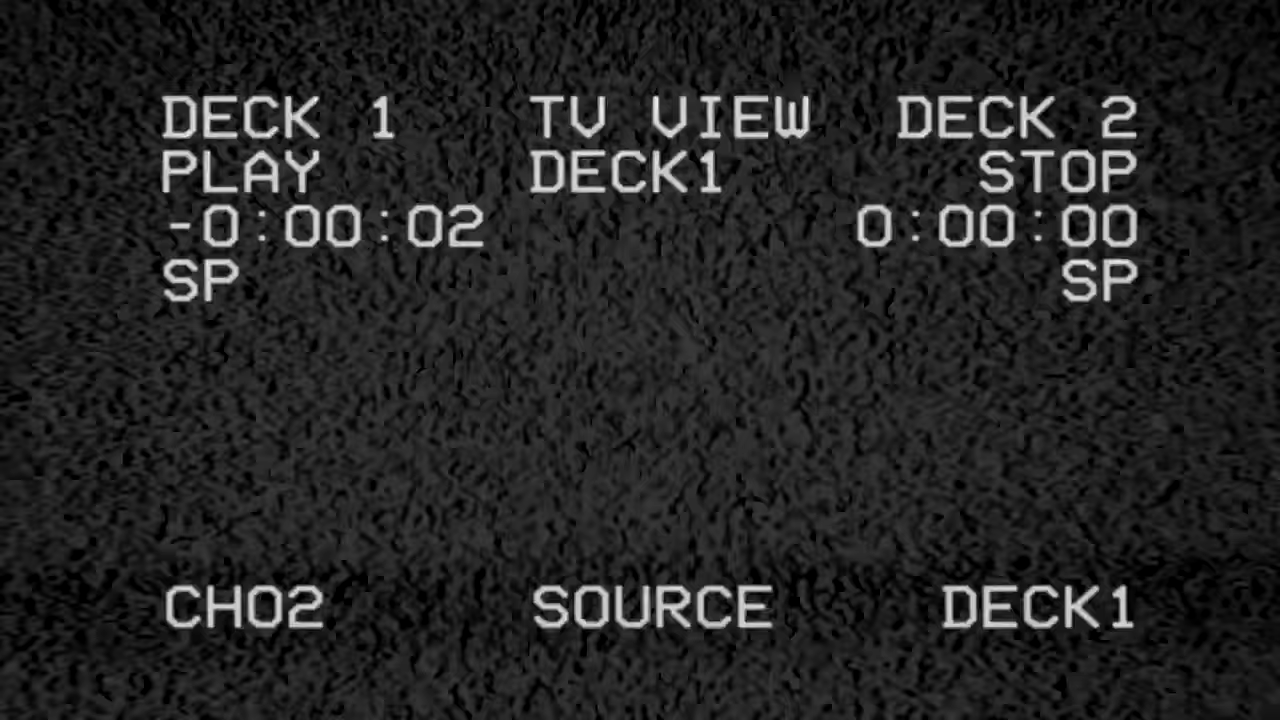 DECK 1 TV VIEW DECK 2
PLAY DECK1 STOP
-0:00:02 0:00:00
SP SP
CH02 SOURCE DECK1